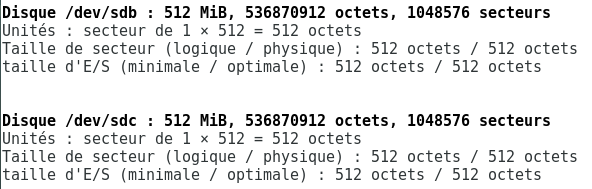 Disque /dev/sdb : 512 MiB, 536870912 octets, 1048576 secteurs
Unités : secteur de 1 × 512 = 512 octets
Taille de secteur (logique / physique) : 512 octets / 512 octets
taille d'E/S (minimale / optimale) : 512 octets / 512 octets
Disque /dev/sdc : 512 MiB, 536870912 octets, 1048576 secteurs
Unités : secteur de 1 × 512 = 512 octets
Taille de secteur (logique / physique) : 512 octets / 512 octets
taille d'E/S (minimale / optimale) : 512 octets / 512 octets